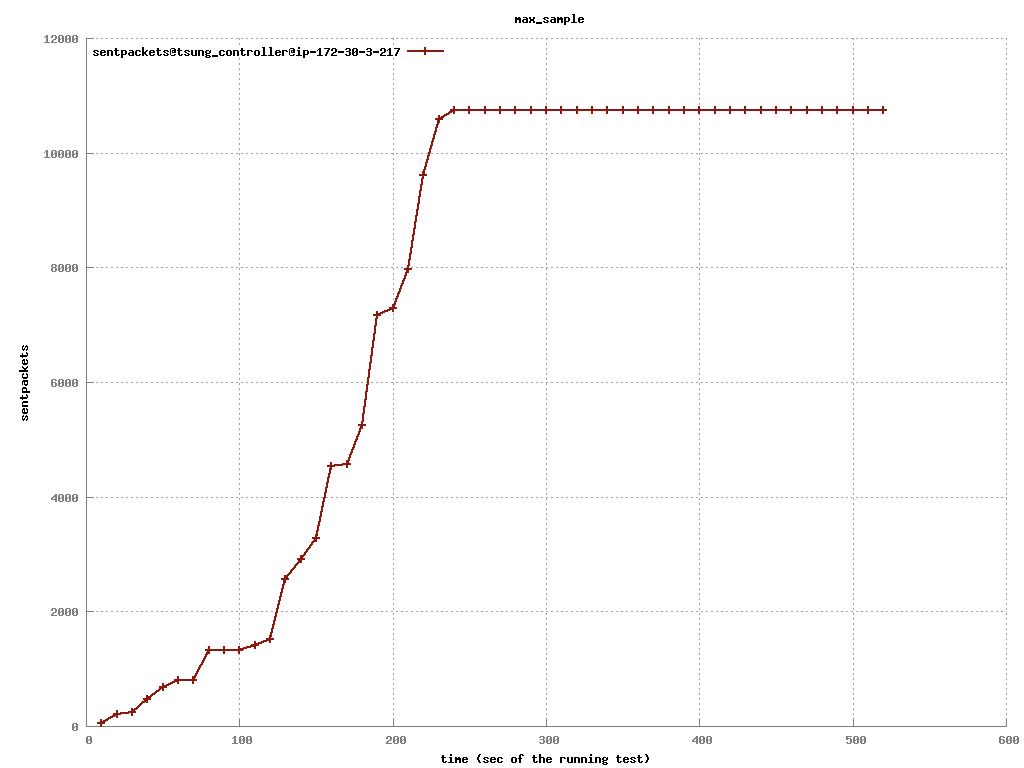 max_sample
sentpackets@tsung_controller@ip-172-30-3-217
12000
10000
8000
6000
4000
2000
0
sentpackets
0 100 200 300 400 500 600
time (sec of the running test)